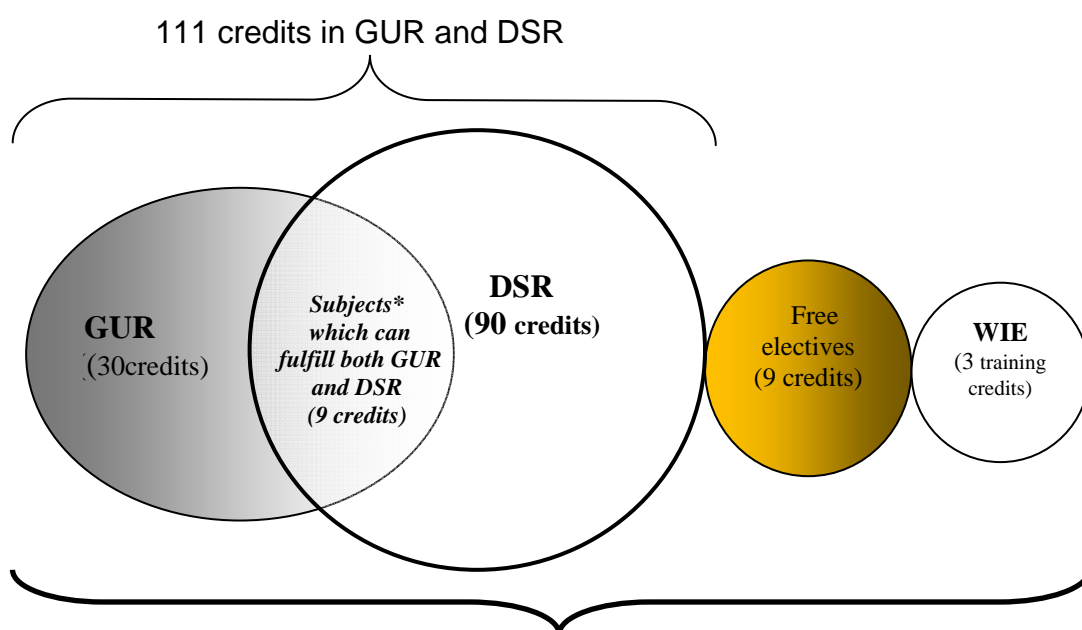 111 credits in GUR and DSR
GUR
(30credits)
Subjects*
which can
fulfill both GUR
and DSR
(9 credits)
DSR
(90 credits)
Free
electives
(9 credits)
WIE
(3 training
credits)